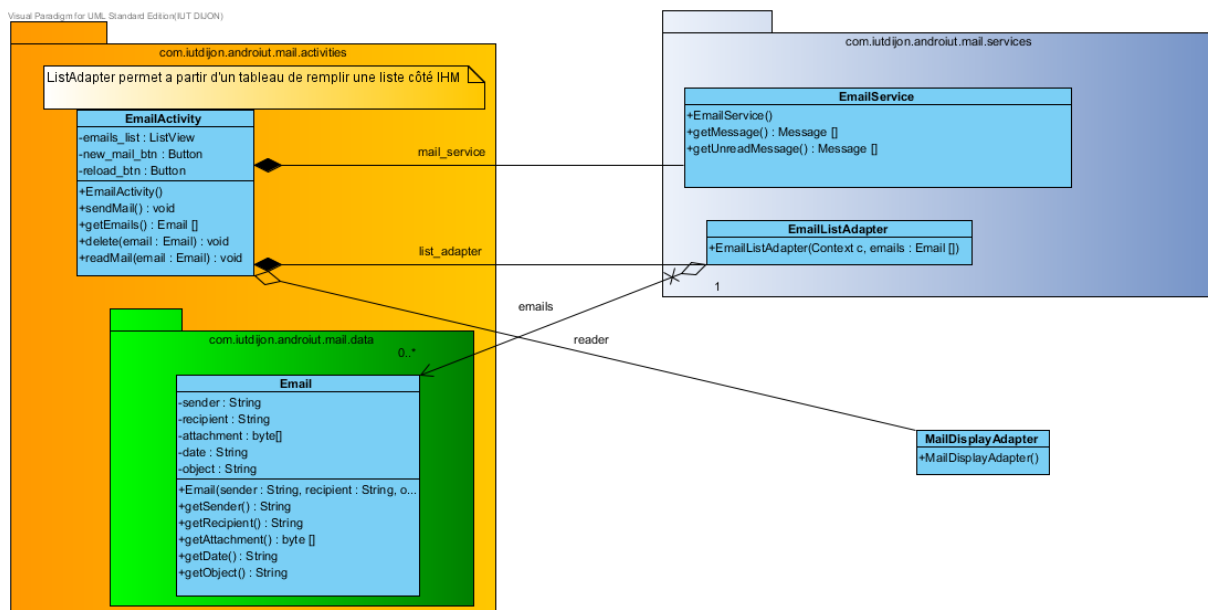 Visual Paradigm for UML Standard Edition(IUT DIJON)
com.iutdijon.androiut.mail.activities
ListAdapter permet a partir d'un tableau de remplir une liste côté IHM
EmailActivity
-emails_list : ListView
-new_mail_btn : Button
-reload_btn : Button
+EmailActivity()
+sendMail() : void
+getEmails() : Email []
+delete(email : Email) : void
+readMail(email : Email) : void
mail_service
list_adapter
emails
reader
com.iutdijon.androiut.mail.services
EmailService
+EmailService()
+getMessage() : Message []
+getUnreadMessage() : Message []
EmailListAdapter
+EmailListAdapter(Context c, emails : Email [])
1
com.iutdijon.androiut.mail.data
0..*
Email
-sender : String
-recipient : String
-attachment : byte[]
-date : String
-object : String
+Email(sender : String, recipient : String, o...
+getSender() : String
+getRecipient() : String
+getAttachment() : byte []
+getDate() : String
+getObject() : String
MailDisplayAdapter
+MailDisplayAdapter()